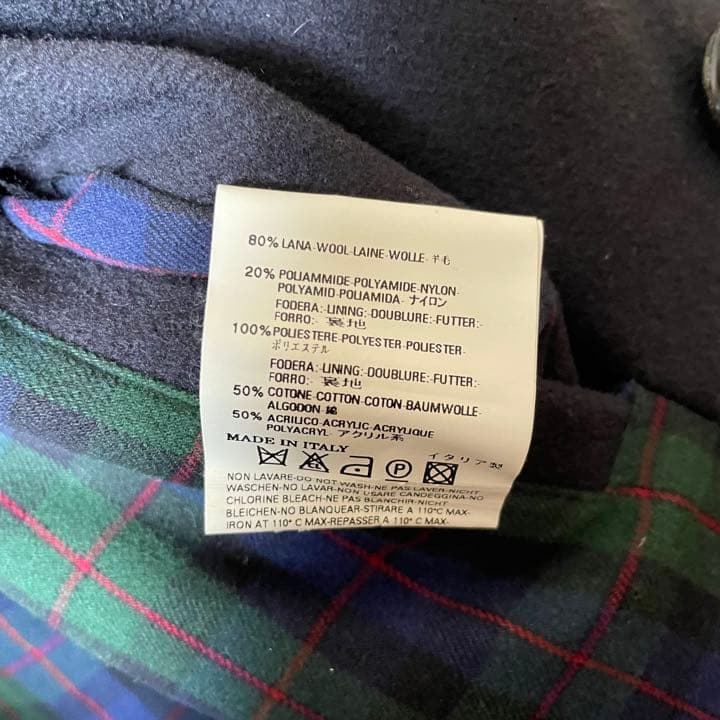 80% LANA-WOOL-LAINE-WOLLE-羊毛
20% POLIAMMIDE-POLYAMIDE-NYLON-
POLYAMID-POLIAMIDA-ナイロン
FODERA:-LINING:-DOUBLURE:-FUTTER:-
FORRO:- 裏地
100% POLIESTERE-POLYESTER-POLIESTER-
ポリエステル
FODERA:-LINING:-DOUBLURE:-FUTTER:-
FORRO:- 裏地
50% COTONE-COTTON-COTON-BAUMWOLLE-
ALGODON-綿
50% ACRILICO-ACRYLIC-ACRYLIQUE
POLYACRYL-アクリル系
MADE IN ITALY イタリア製
CL
P
NON LAVARE-DO NOT-WASH-NE PAS LAVER-NICHT
WASCHEN-NO LAVAR-NON USARE CANDEGGINA-NO
CHLORINE BLEACH-NE PAS BLANCHIR-NICHT
BLEICHEN-NO BLANQUEAR-STIRARE A 110°C MAX-
IRON AT 110° C MAX-REPASSER A 110° C MAX-